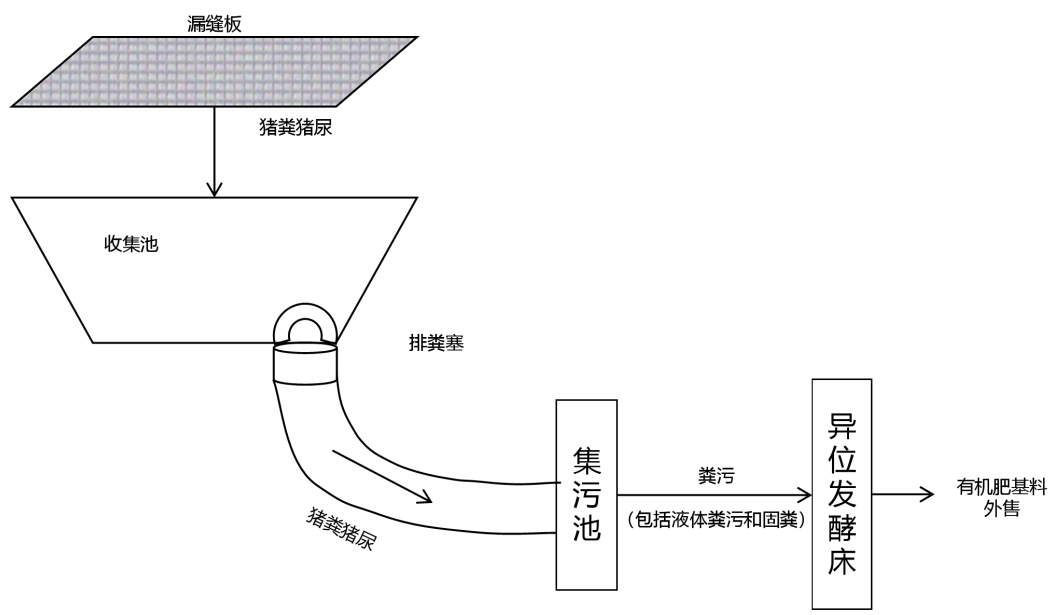 漏缝板
猪粪猪尿
收集池
排粪塞
猪粪猪尿
集污池
粪污
（包括液体粪污和固粪）
异位发酵床
有机肥基料
外售